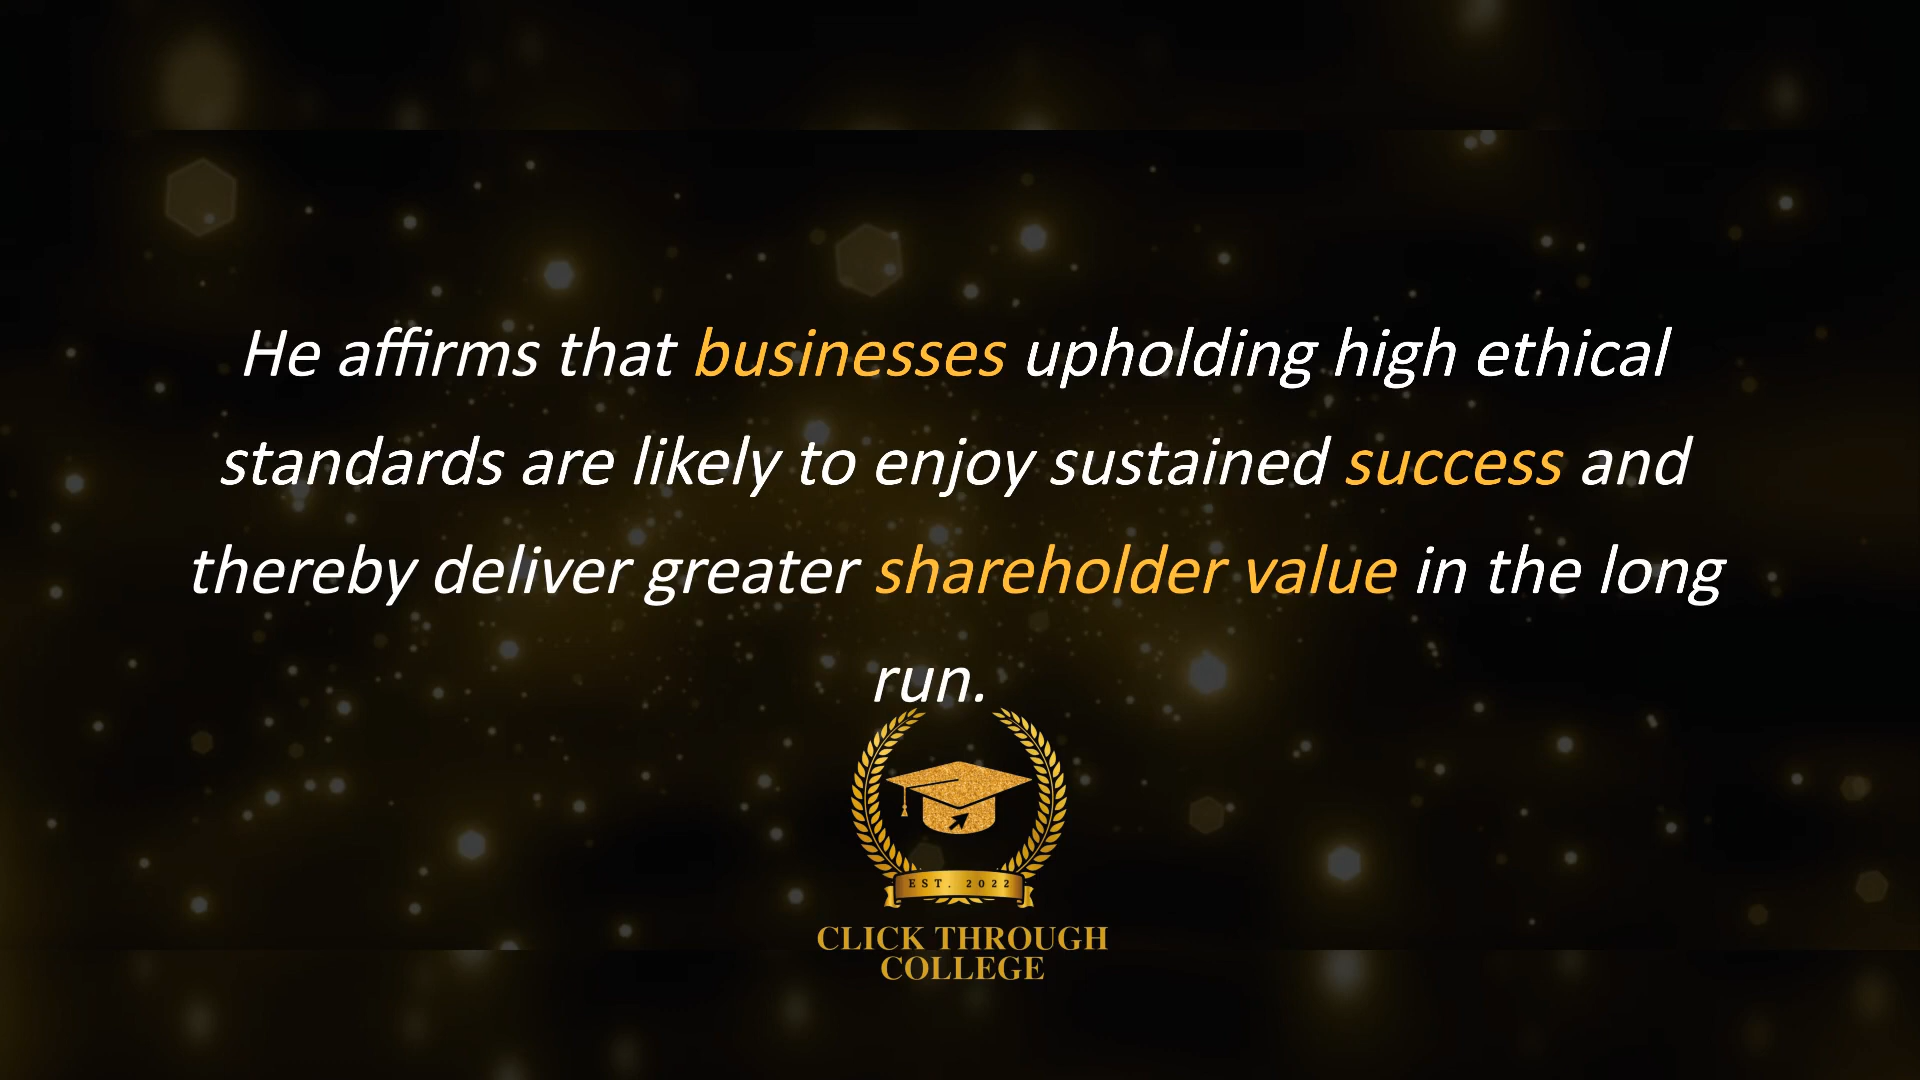 He affirms that businesses upholding high ethical
standards are likely to enjoy sustained success and
thereby deliver greater shareholder value in the long
run.
EST. 2022
CLICK THROUGH
COLLEGE